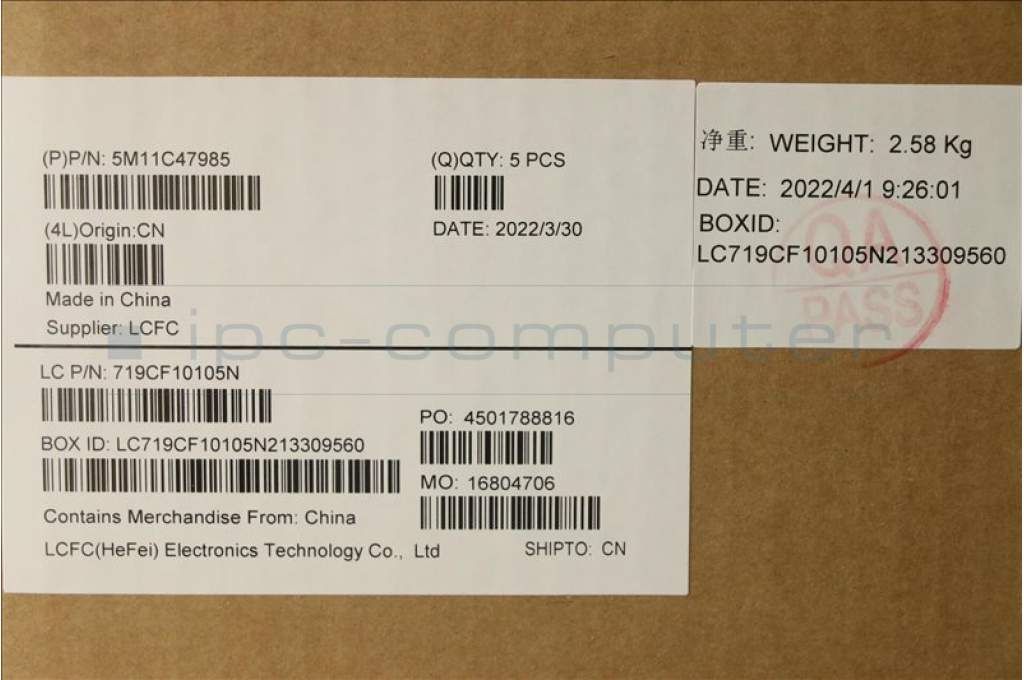 (P)P/N: 5M11C47985
(Q)QTY: 5 PCS
(4L)Origin:CN
DATE: 2022/3/30
Made in China
Supplier: LCFC
净重: WEIGHT: 2.58 Kg
DATE: 2022/4/1 9:26:01
BOXID:
LC719CF10105N213309560
QA
PASS
ipc-computer
LC P/N: 719CF10105N
PO: 4501788816
BOX ID: LC719CF10105N213309560
MO: 16804706
Contains Merchandise From: China
LCFC(HeFei) Electronics Technology Co., Ltd
SHIPTO: CN